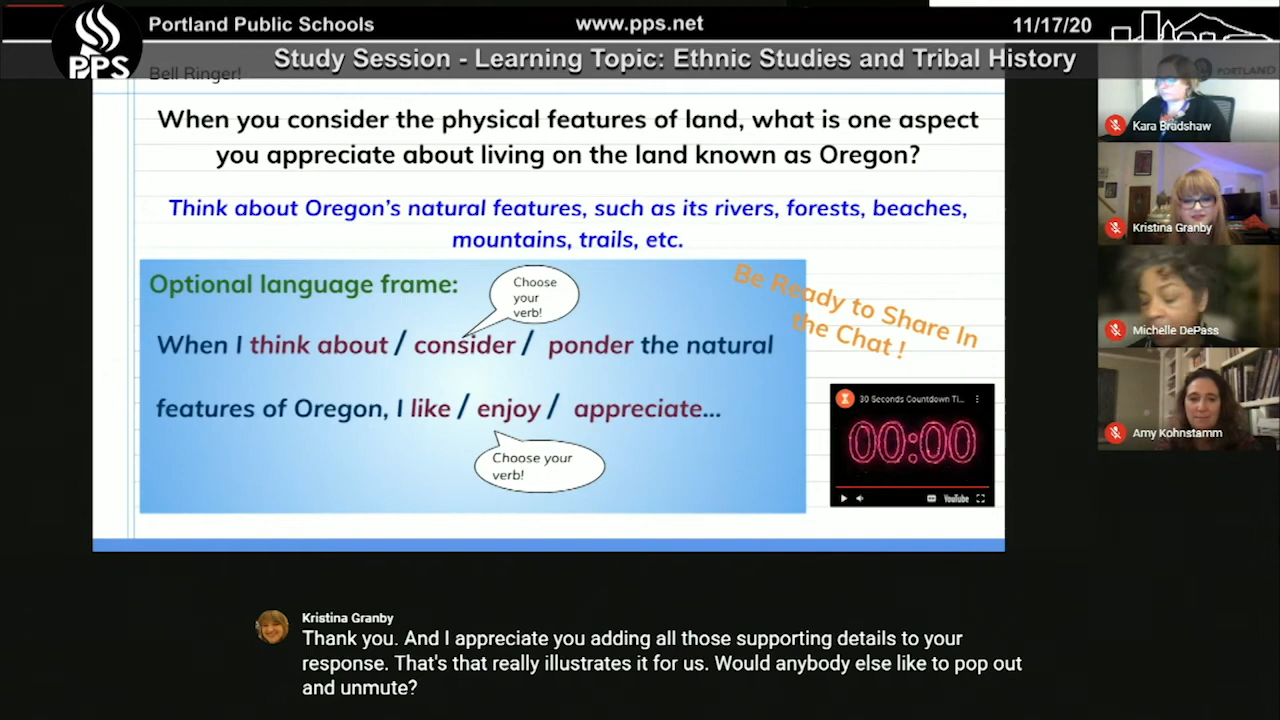 Portland Public Schools
www.pps.net
11/17/20
PPS
Study Session - Learning Topic: Ethnic Studies and Tribal History
Bell Ringer!
PORTLAND
When you consider the physical features of land, what is one aspect
you appreciate about living on the land known as Oregon?
Think about Oregon's natural features, such as its rivers, forests, beaches,
mountains, trails, etc.
Optional language frame:
Choose
your
verb!
When I think about / consider / ponder the natural
features of Oregon, I like / enjoy / appreciate...
Choose your
verb!
Be Ready to Share In
the Chat !
30 Seconds Countdown Ti...
00:00
YouTube
Kara Bradshaw
Kristina Granby
Michelle DePass
Amy Kohnstamm
Kristina Granby
Thank you. And I appreciate you adding all those supporting details to your
response. That's that really illustrates it for us. Would anybody else like to pop out
and unmute?